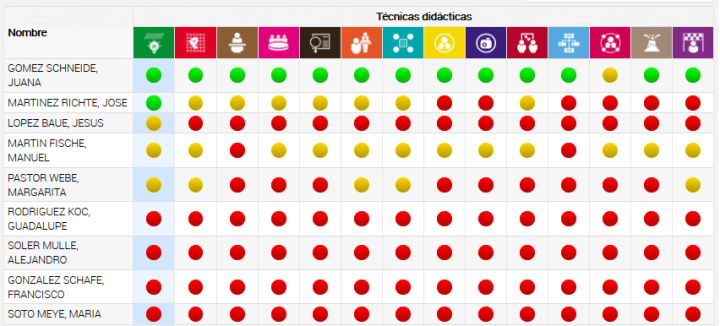 Técnicas didácticas
Nombre
GOMEZ SCHNEIDE,
JUANA
MARTINEZ RICHTE, JOSE
LOPEZ BAUE, JESUS
MARTIN FISCHE,
MANUEL
PASTOR WEBE,
MARGARITA
RODRIGUEZ KOC,
GUADALUPE
SOLER MULLE,
ALEJANDRO
GONZALEZ SCHAFE,
FRANCISCO
SOTO MEYE, MARIA